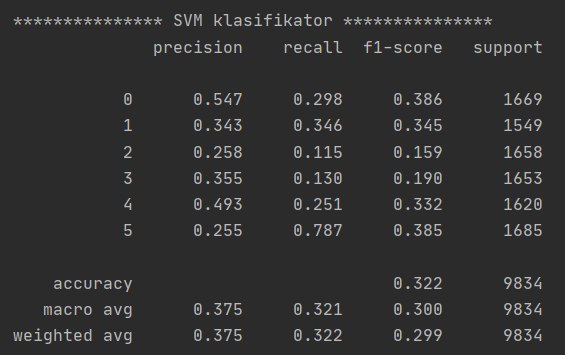 *************** SVM klasifikator ***************
precision recall f1-score support
0 0.547 0.298 0.386 1669
1 0.343 0.346 0.345 1549
2 0.258 0.115 0.159 1658
3 0.355 0.130 0.190 1653
4 0.493 0.251 0.332 1620
5 0.255 0.787 0.385 1685
accuracy 0.322 9834
macro avg 0.375 0.321 0.300 9834
weighted avg 0.375 0.322 0.299 9834